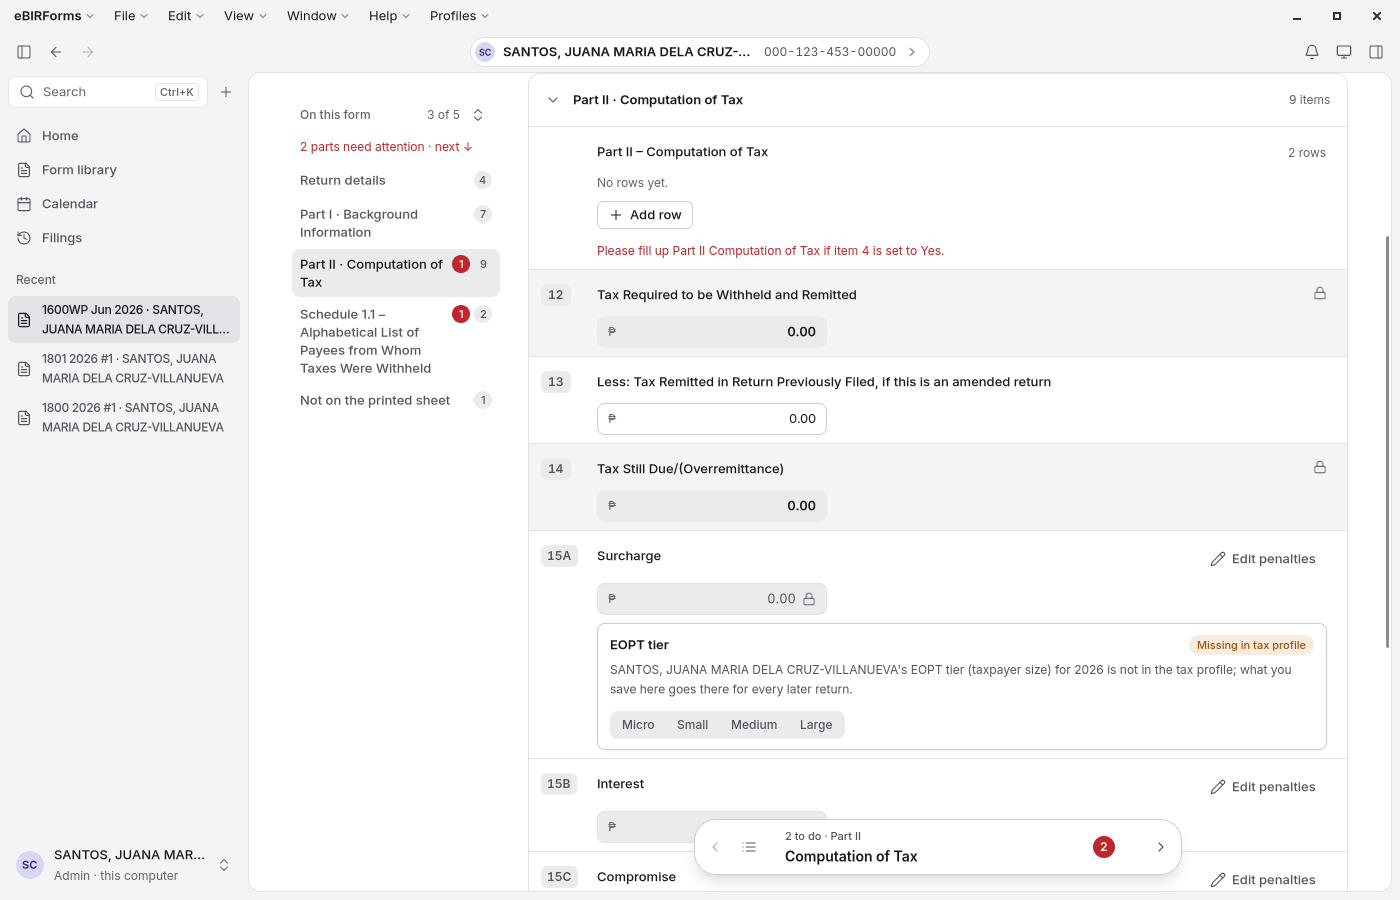 eBIRForms File Edit View Window Help Profiles
SC SANTOS, JUANA MARIA DELA CRUZ-... 000-123-453-00000
Search Ctrl+K
Home
Form library
Calendar
Filings
Recent
1600WP Jun 2026 · SANTOS,
JUANA MARIA DELA CRUZ-VILL...
1801 2026 #1 · SANTOS, JUANA
MARIA DELA CRUZ-VILLANUEVA
1800 2026 #1 · SANTOS, JUANA
MARIA DELA CRUZ-VILLANUEVA
SC SANTOS, JUANA MAR...
Admin · this computer
On this form 3 of 5
2 parts need attention · next ↓
Return details 4
Part I · Background 7
Information
Part II · Computation of 1 9
Tax
Schedule 1.1 – 1 2
Alphabetical List of
Payees from Whom
Taxes Were Withheld
Not on the printed sheet 1
Part II · Computation of Tax 9 items
Part II – Computation of Tax 2 rows
No rows yet.
Add row
Please fill up Part II Computation of Tax if item 4 is set to Yes.
12 Tax Required to be Withheld and Remitted
₱ 0.00
13 Less: Tax Remitted in Return Previously Filed, if this is an amended return
₱ 0.00
14 Tax Still Due/(Overremittance)
₱ 0.00
15A Surcharge Edit penalties
₱ 0.00
EOPT tier Missing in tax profile
SANTOS, JUANA MARIA DELA CRUZ-VILLANUEVA's EOPT tier (taxpayer size) for 2026 is not in the tax profile; what you
save here goes there for every later return.
Micro Small Medium Large
15B Interest Edit penalties
₱
15C Compromise Edit penalties
2 to do · Part II
Computation of Tax 2